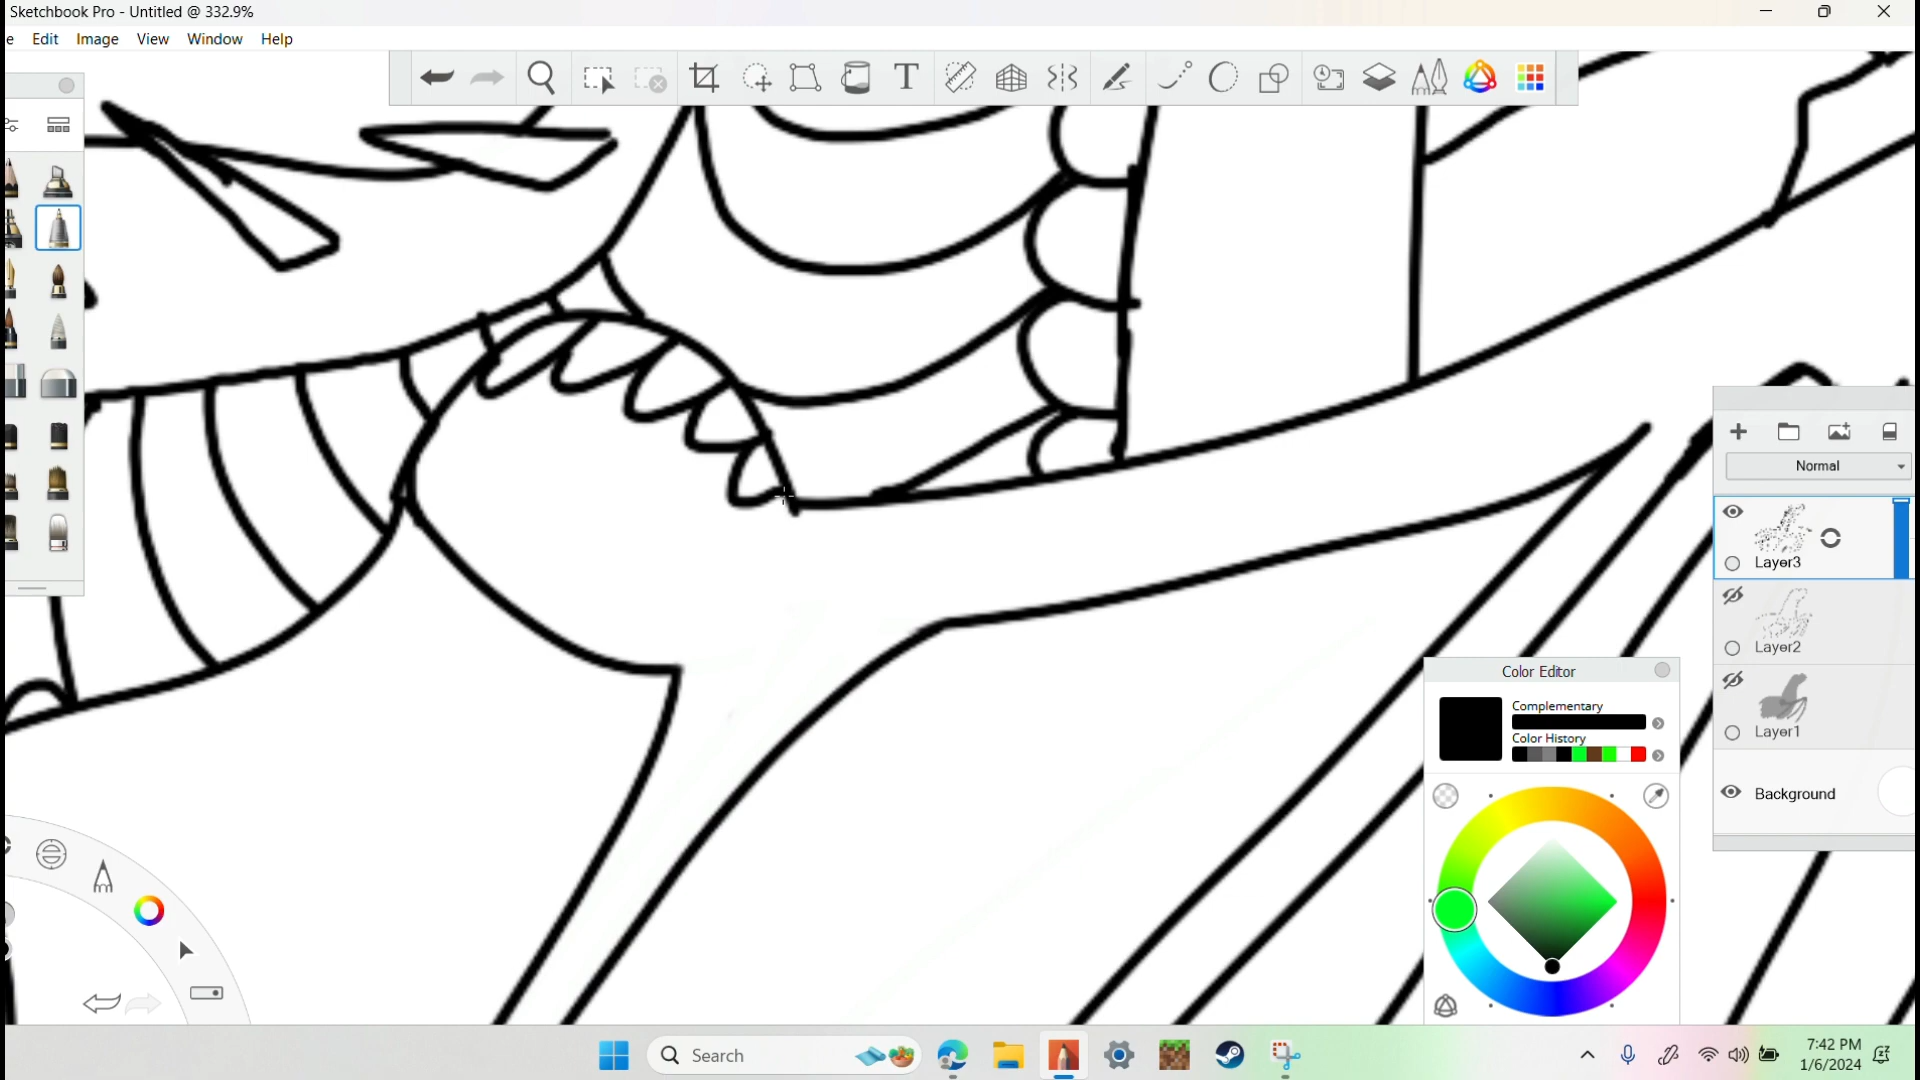 Sketchbook Pro - Untitled @ 332.9%
e Edit Image View Window Help
T
Normal
Layer3
Layer2
Layer1
Background
Color Editor
Complementary
Color History
Search
7:42 PM
1/6/2024